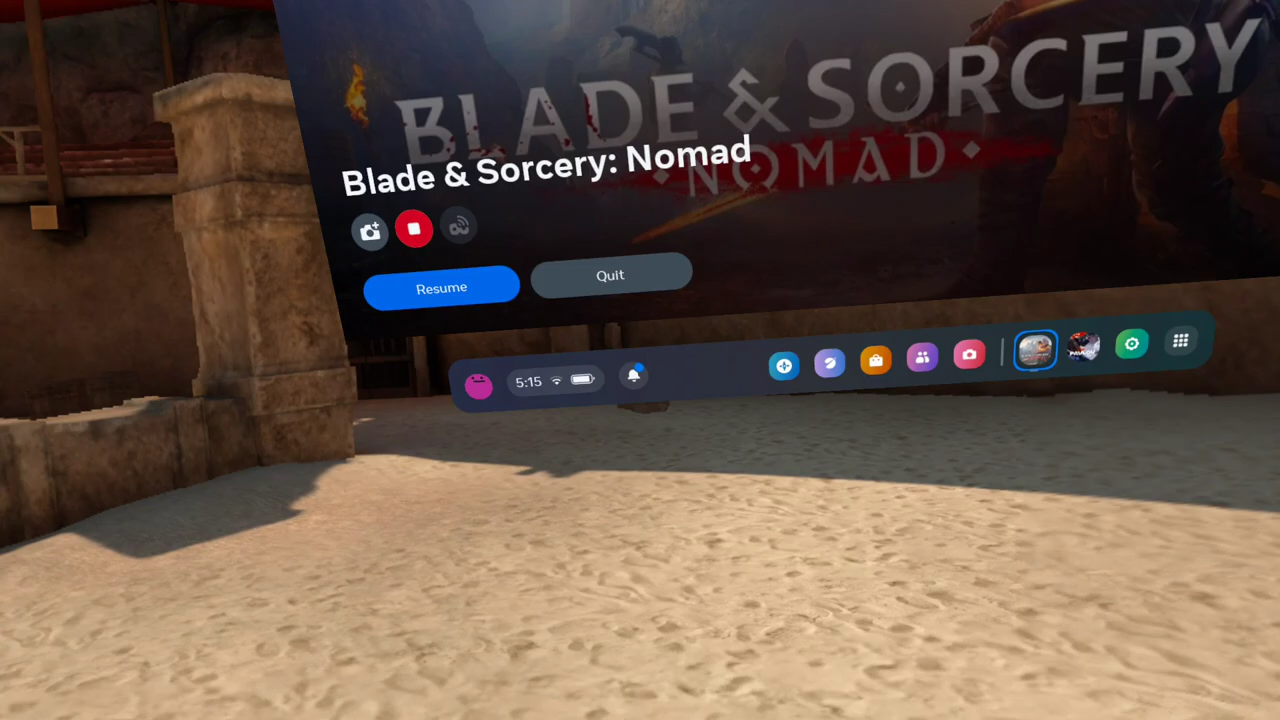 BLADE & SORCERY
NOMAD
Blade & Sorcery: Nomad
Resume
Quit
5:15